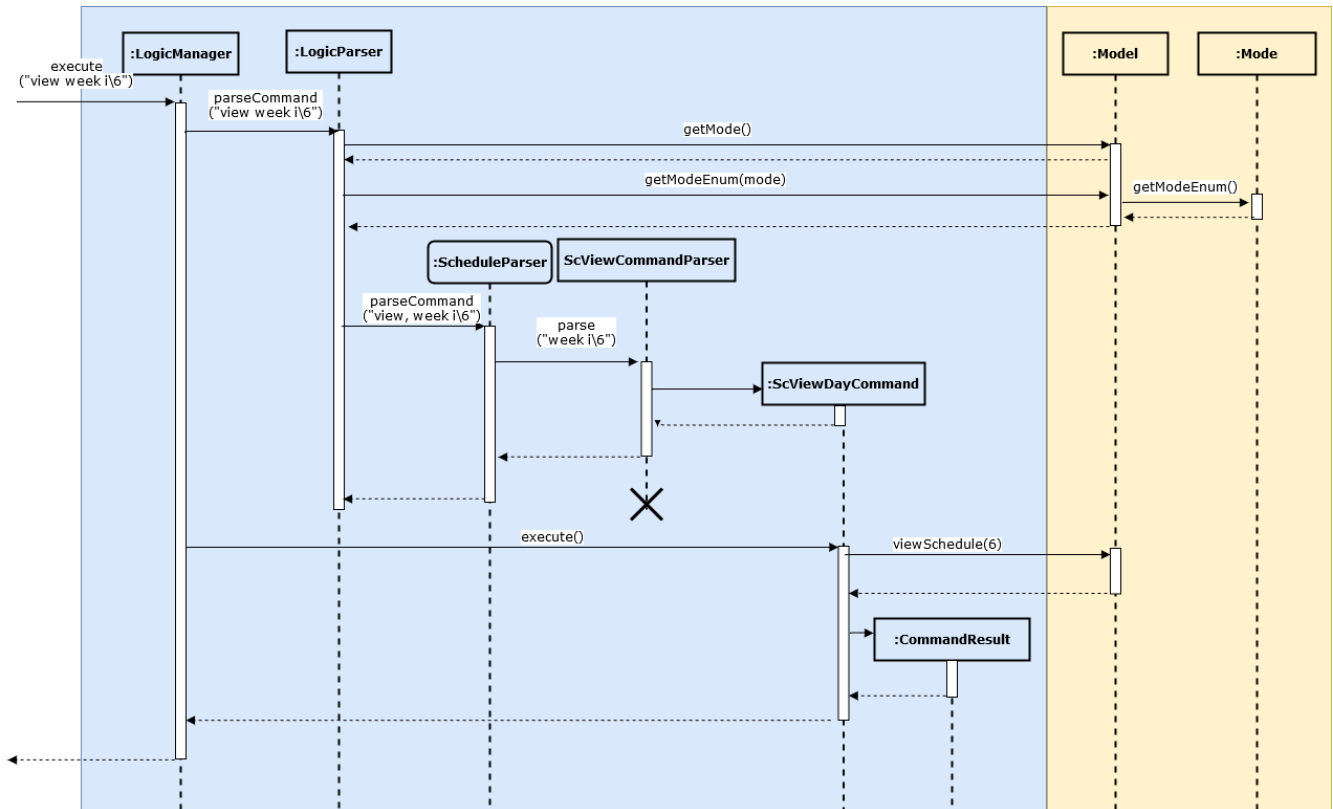 :LogicManager
:LogicParser
:Model
:Mode
execute
("view week i\6")
parseCommand
("view week i\6")
getMode()
getModeEnum(mode)
getModeEnum()
:ScheduleParser
ScViewCommandParser
parseCommand
("view, week i\6")
parse
("week i\6")
:ScViewDayCommand
execute()
viewSchedule(6)
:CommandResult